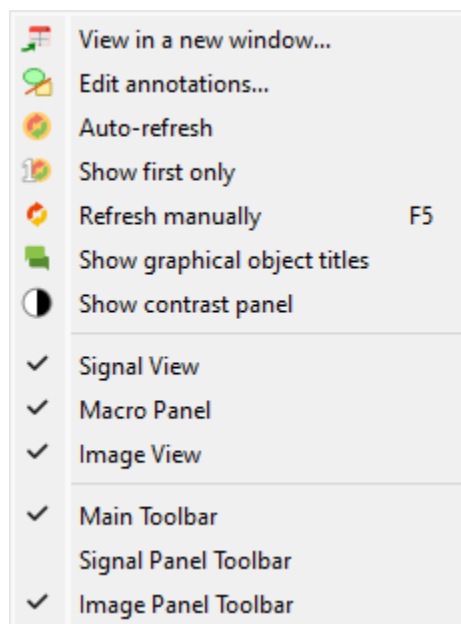 View in a new window...
Edit annotations...
Auto-refresh
1
Show first only
Refresh manually F5
Show graphical object titles
Show contrast panel
Signal View
Macro Panel
Image View
Main Toolbar
Signal Panel Toolbar
Image Panel Toolbar